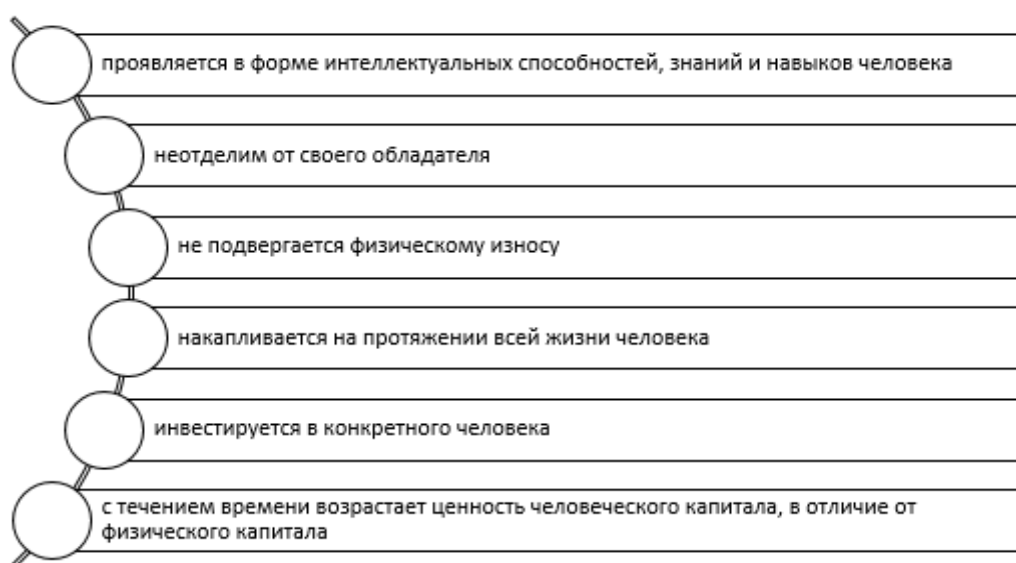 проявляется в форме интеллектуальных способностей, знаний и навыков человека
неотделим от своего обладателя
не подвергается физическому износу
накапливается на протяжении всей жизни человека
инвестируется в конкретного человека
с течением времени возрастает ценность человеческого капитала, в отличие от
физического капитала